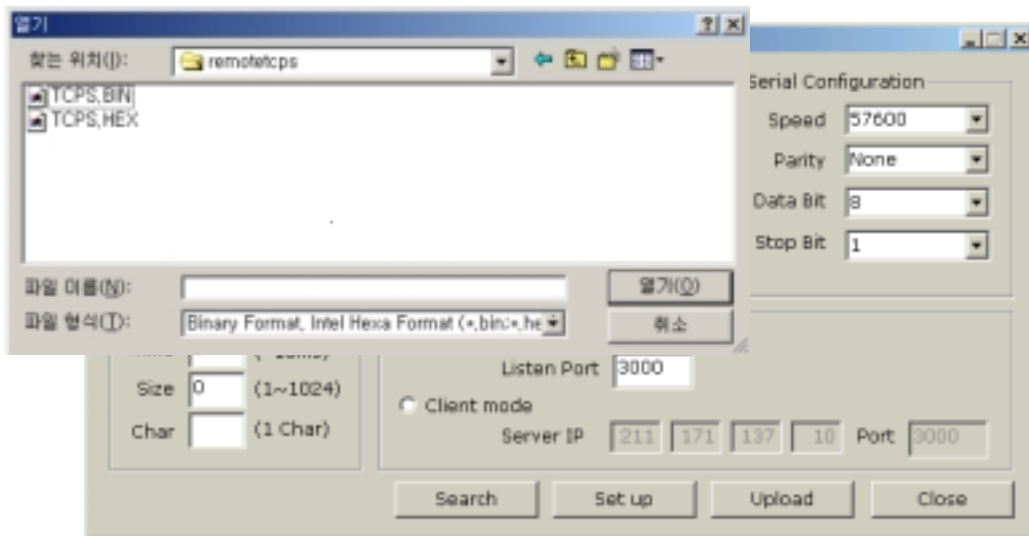 열기
찾는 위치(I): remotetcps
TCPS.BIN
TCPS.HEX
파일 이름(N): 열기(O)
파일 형식(T): Binary Format, Intel Hexa Format (*.bin;*.he 취소
Serial Configuration
Speed 57600
Parity None
Data Bit 8
Stop Bit 1
Listen Port 3000
Size 0 (1~1024)
Client mode
Char (1 Char)
Server IP 211 171 137 10 Port 3000
Search Set up Upload Close